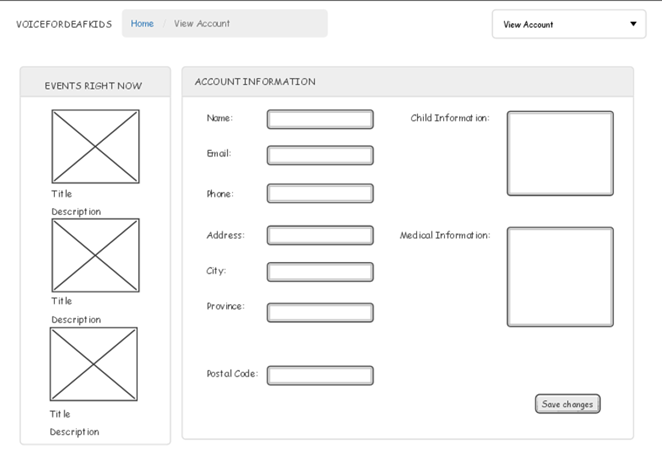 VOICEFORDEAFKIDS
Home / View Account
View Account
EVENTS RIGHT NOW
Title
Description
Title
Description
Title
Description
ACCOUNT INFORMATION
Name:
Email:
Phone:
Address:
City:
Province:
Postal Code:
Child Information:
Medical Information:
Save changes